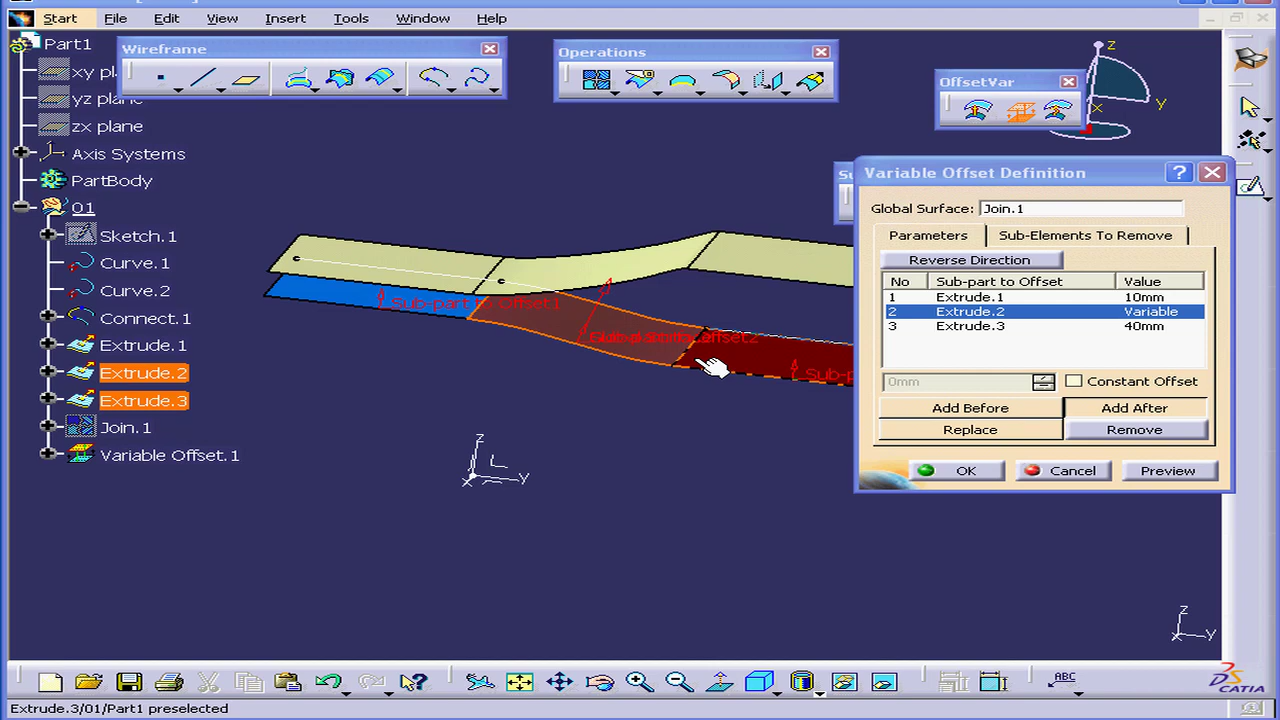 Start File Edit View Insert Tools Window Help
Part1
xy pl
yz plane
zx plane
Axis Systems
PartBody
01
Sketch.1
Curve.1
Curve.2
Connect.1
Extrude.1
Extrude.2
Extrude.3
Join.1
Variable Offset.1
Wireframe
Operations
OffsetVar
z
y
x
Sub-part to Offset1
Sub-p
Variable Offset Definition
Global Surface: Join.1
Parameters Sub-Elements To Remove
Reverse Direction
No Sub-part to Offset Value
1 Extrude.1 10mm
2 Extrude.2 Variable
3 Extrude.3 40mm
0mm Constant Offset
Add Before Add After
Replace Remove
OK Cancel Preview
z
x y
z
x y
ABC
DS
CATIA
Extrude.3/01/Part1 preselected